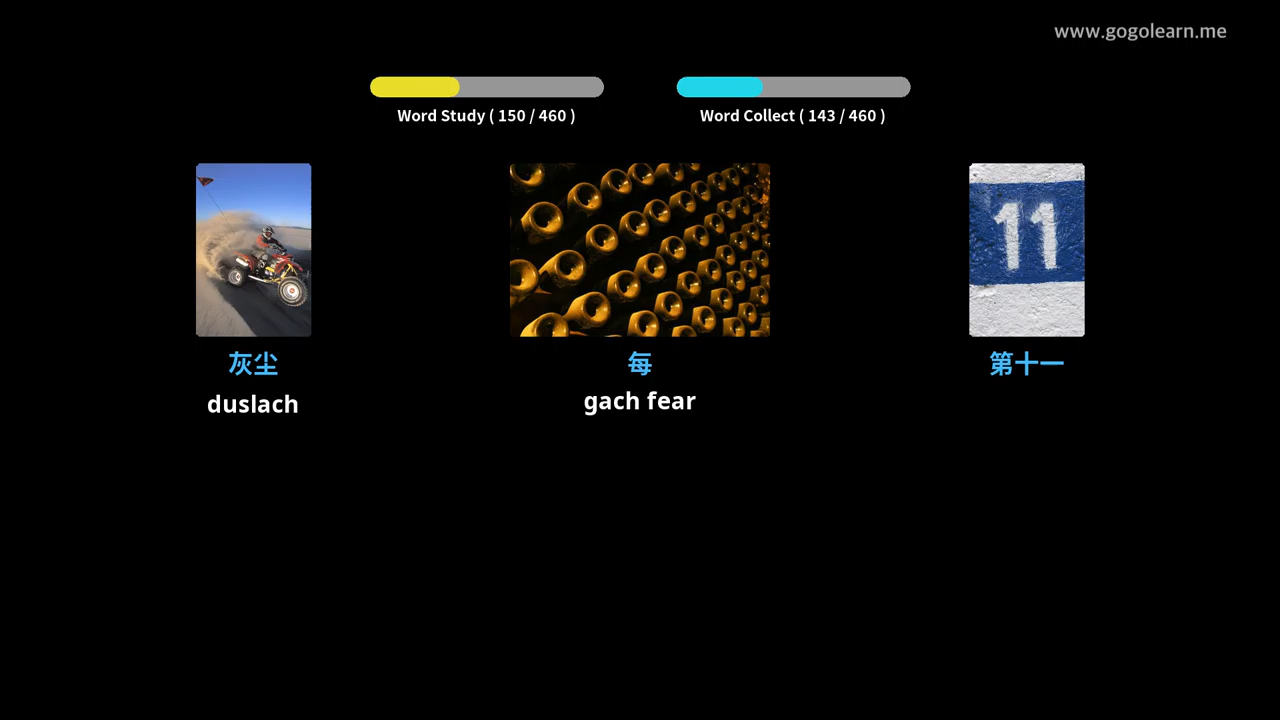 www.gogolearn.me
Word Study ( 150 / 460 )
Word Collect ( 143 / 460 )
11
灰尘
每
第十一
duslach
gach fear